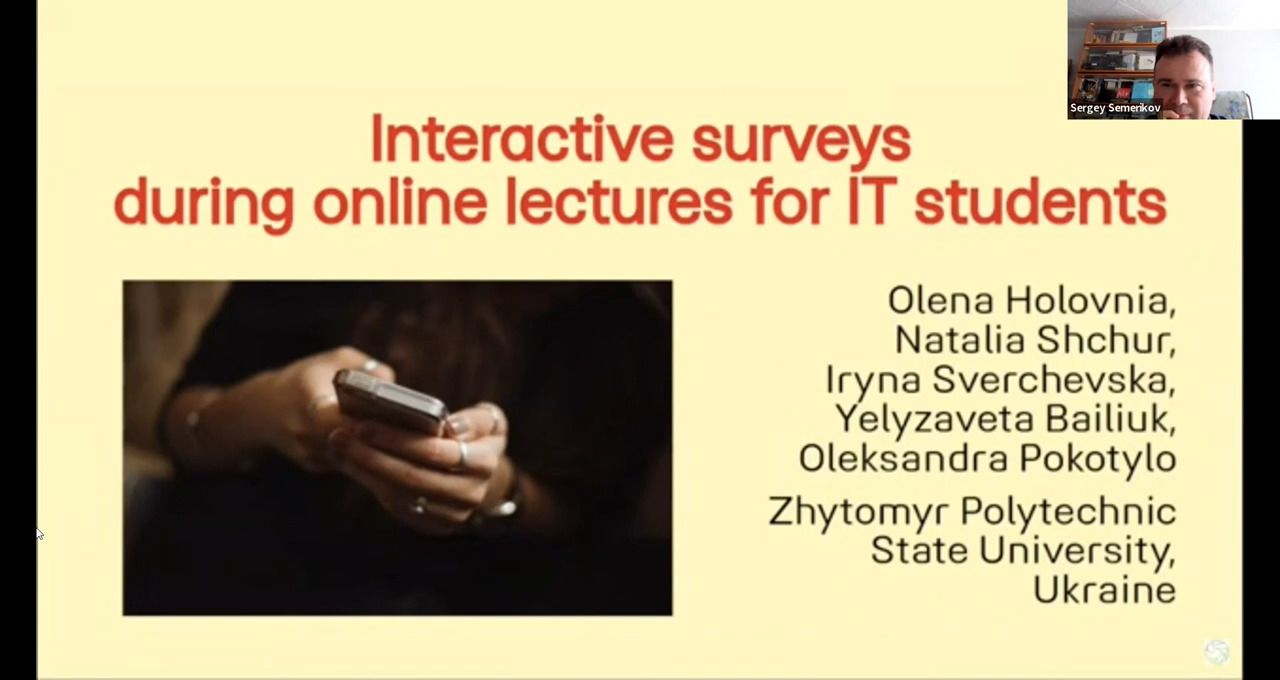 Sergey Semerikov
Interactive surveys
during online lectures for IT students
Olena Holovnia,
Natalia Shchur,
Iryna Sverchevska,
Yelyzaveta Bailiuk,
Oleksandra Pokotylo
Zhytomyr Polytechnic
State University,
Ukraine